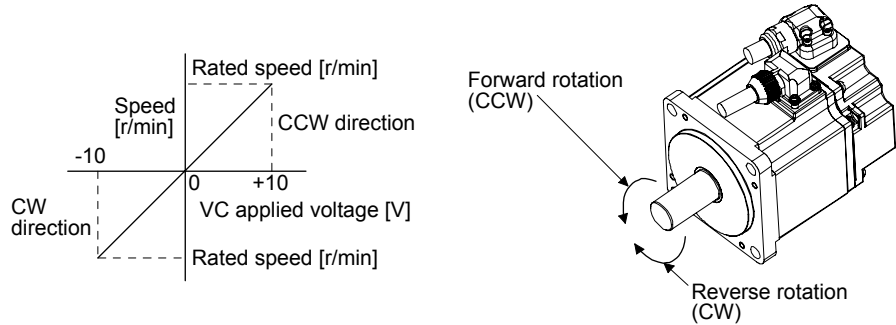 Rated speed [r/min]
Speed
[r/min]
CCW direction
-10
0
+10
CW
direction
VC applied voltage [V]
Rated speed [r/min]
Forward rotation
(CCW)
Reverse rotation
(CW)